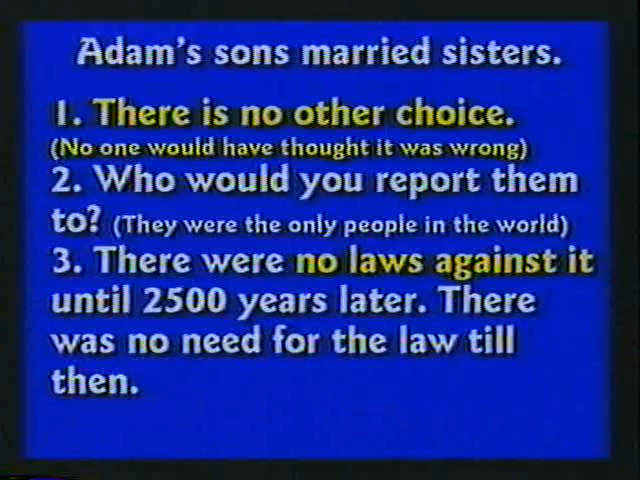 Adam's sons married sisters.
1. There is no other choice.
(No one would have thought it was wrong)
2. Who would you report them
to? (They were the only people in the world)
3. There were no laws against it
until 2500 years later. There
was no need for the law till
then.